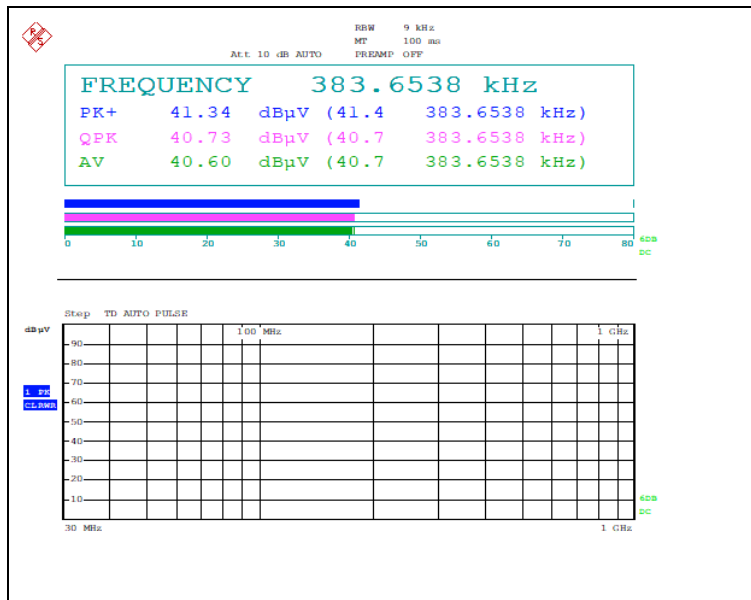 R S
RBW 9 kHz
MT 100 ms
Att 10 dB AUTO PREAMP OFF
FREQUENCY 383.6538 kHz
PK+ 41.34 dBµV (41.4 383.6538 kHz)
QPK 40.73 dBµV (40.7 383.6538 kHz)
AV 40.60 dBµV (40.7 383.6538 kHz)
0 10 20 30 40 50 60 70 80
6DB
DC
Step TD AUTO PULSE
dBµV
100 MHz
1 GHz
90
80
70
1 PK
CLRWR
60
50
40
30
20
10
6DB
DC
30 MHz
1 GHz